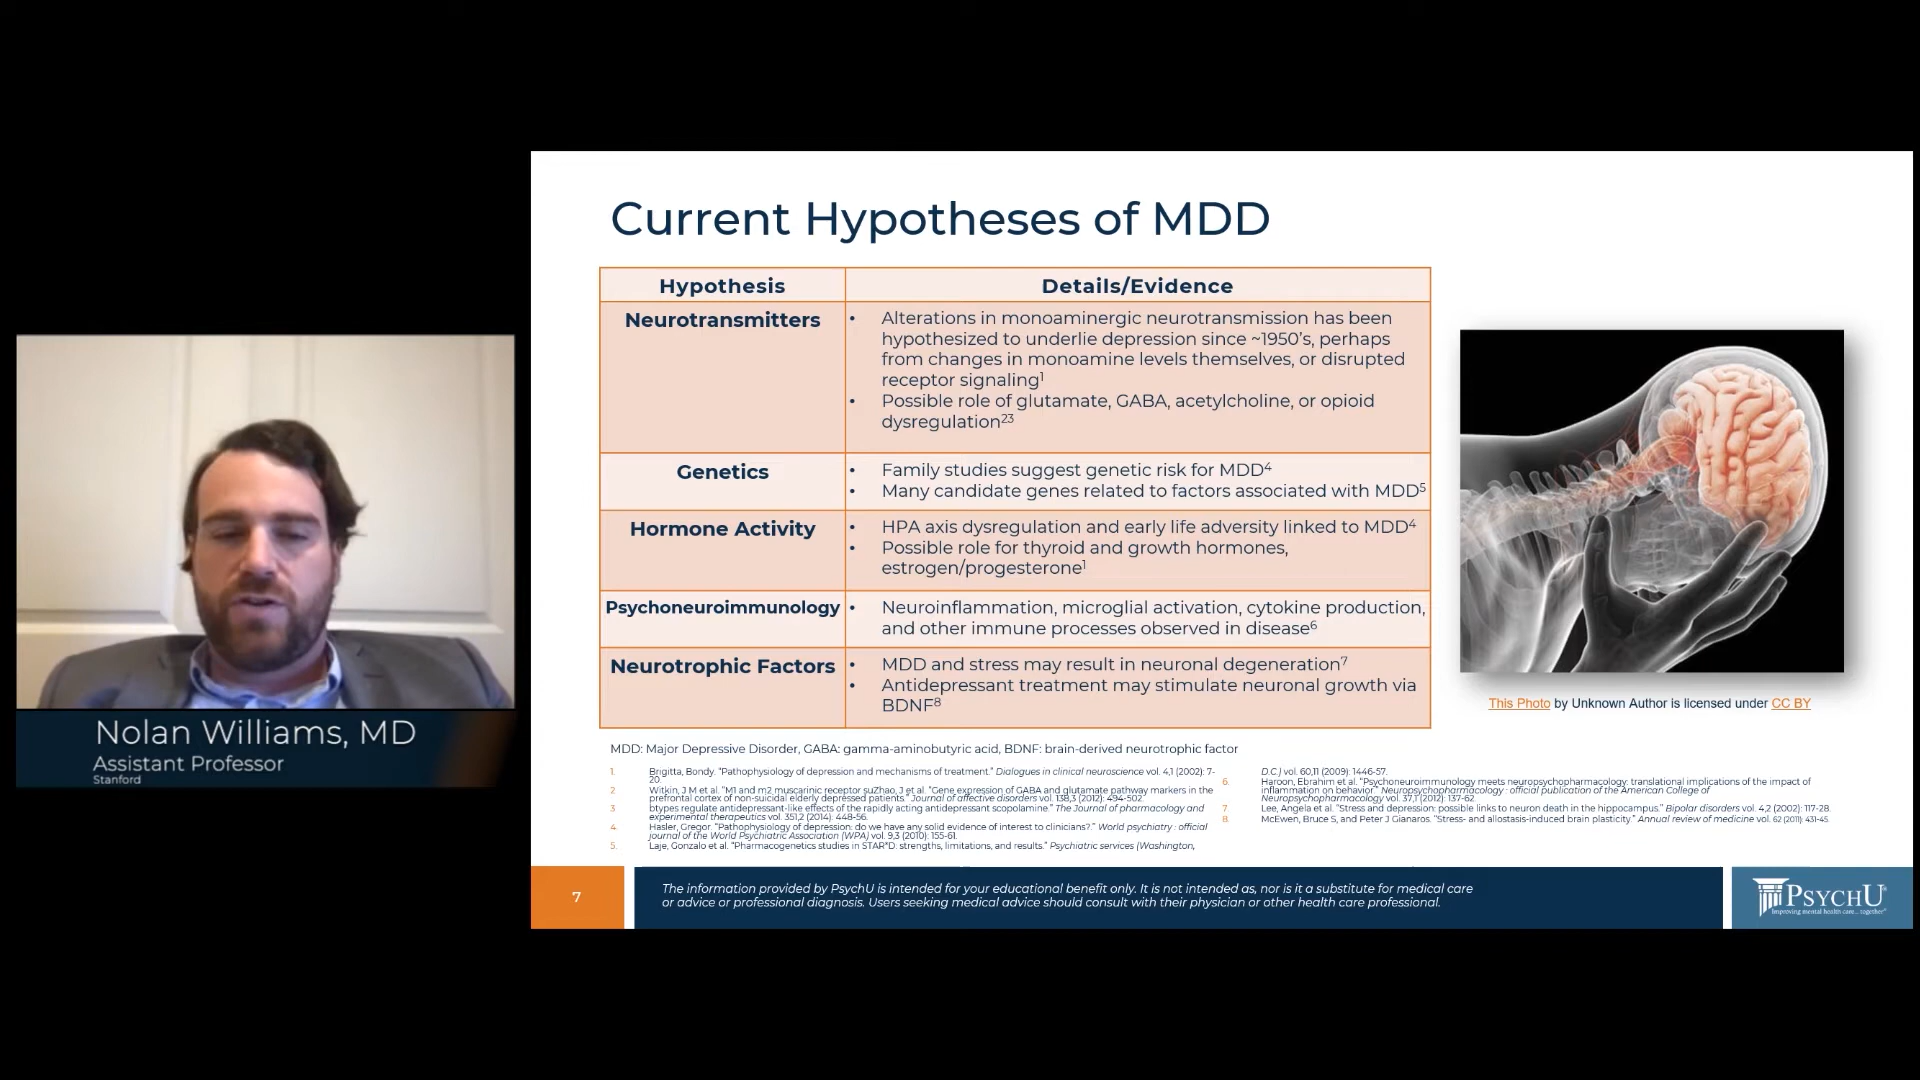 Current Hypotheses of MDD
Hypothesis
Details/Evidence
Neurotransmitters
• Alterations in monoaminergic neurotransmission has been
hypothesized to underlie depression since ~1950's, perhaps
from changes in monoamine levels themselves, or disrupted
receptor signaling1
• Possible role of glutamate, GABA, acetylcholine, or opioid
dysregulation23
Genetics
• Family studies suggest genetic risk for MDD4
• Many candidate genes related to factors associated with MDD5
Hormone Activity
• HPA axis dysregulation and early life adversity linked to MDD4
• Possible role for thyroid and growth hormones,
estrogen/progesterone1
Psychoneuroimmunology
• Neuroinflammation, microglial activation, cytokine production,
and other immune processes observed in disease6
Neurotrophic Factors
• MDD and stress may result in neuronal degeneration7
• Antidepressant treatment may stimulate neuronal growth via
BDNF8
This Photo by Unknown Author is licensed under CC BY
MDD: Major Depressive Disorder, GABA: gamma-aminobutyric acid, BDNF: brain-derived neurotrophic factor
1. Brigitta, Bondy. "Pathophysiology of depression and mechanisms of treatment." Dialogues in clinical neuroscience vol. 4,1 (2002): 7-
20.
2 Witkin, J M et al. "M1 and m2 muscarinic receptor suZhao, J et al. "Gene expression of GABA and glutamate pathway markers in the
prefrontal cortex of non-suicidal elderly depressed patients." Journal of affective disorders vol. 138,3 (2012): 494-502.
3 btypes regulate antidepressant-like effects of the rapidly acting antidepressant scopolamine." The Journal of pharmacology and
experimental therapeutics vol. 351,2 (2014): 448-56.
4. Hasler, Gregor. "Pathophysiology of depression: do we have any solid evidence of interest to clinicians?." World psychiatry : official
journal of the World Psychiatric Association (WPA) vol. 9,3 (2010): 155-61.
5. Laje, Gonzalo et al. "Pharmacogenetics studies in STAR*D: strengths, limitations, and results." Psychiatric services (Washington,
D.C.) vol. 60,11 (2009): 1446-57.
6. Haroon, Ebrahim et al. "Psychoneuroimmunology meets neuropsychopharmacology: translational implications of the impact of
inflammation on behavior." Neuropsychopharmacology : official publication of the American College of
Neuropsychopharmacology vol. 37,1 (2012): 137-62
7. Lee, Angela et al. "Stress and depression: possible links to neuron death in the hippocampus." Bipolar disorders vol. 4,2 (2002): 117-28.
8. McEwen, Bruce S, and Peter J Gianaros. "Stress- and allostasis-induced brain plasticity." Annual review of medicine vol. 62 (2011): 431-45.
Nolan Williams, MD
Assistant Professor
Stanford
7
The information provided by PsychU is intended for your educational benefit only. It is not intended as, nor is it a substitute for medical care
or advice or professional diagnosis. Users seeking medical advice should consult with their physician or other health care professional.
PSYCHU®
Improving mental health care... together®